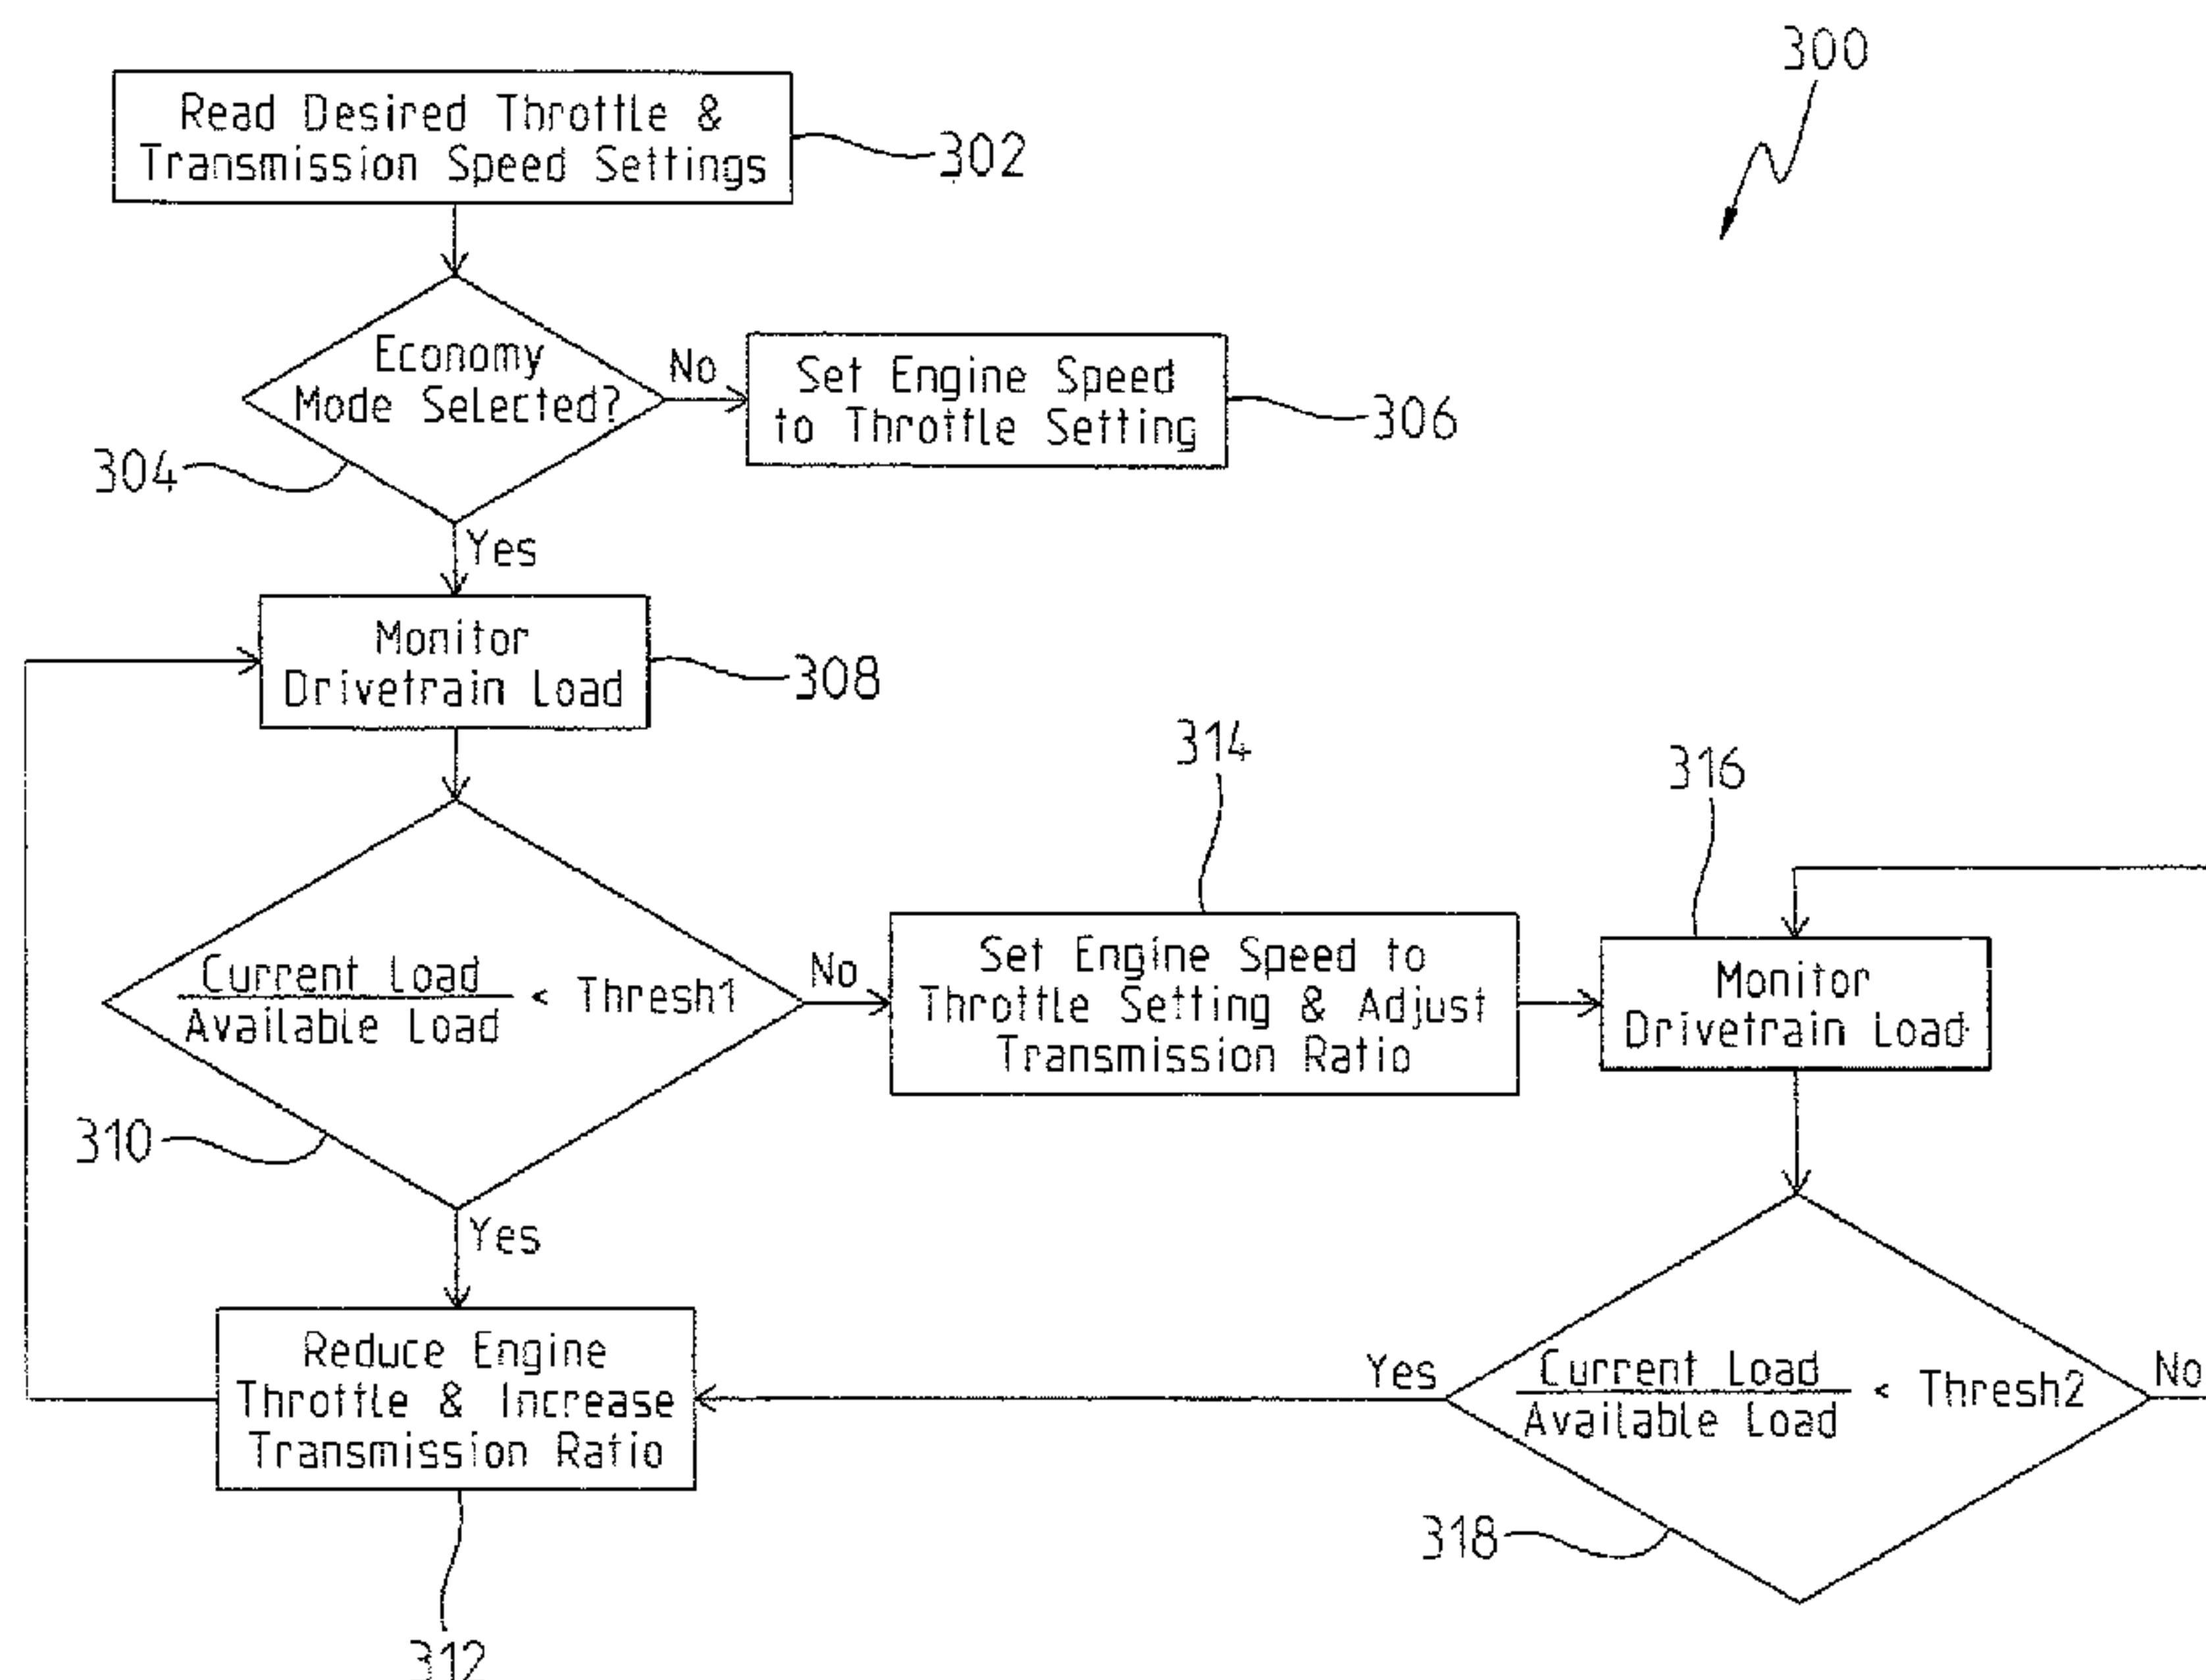 300
Read Desired Throttle &
Transmission Speed Settings
302
Economy
Mode Selected?
No
304
Set Engine Speed
to Throttle Setting
306
Yes
Monitor
Drivetrain Load
308
Current Load
Available Load
< Thresh1
No
310
314
Set Engine Speed to
Throttle Setting & Adjust
Transmission Ratio
316
Monitor
Drivetrain Load
Yes
Reduce Engine
Throttle & Increase
Transmission Ratio
312
Yes
Current Load
Available Load
< Thresh2
No
318